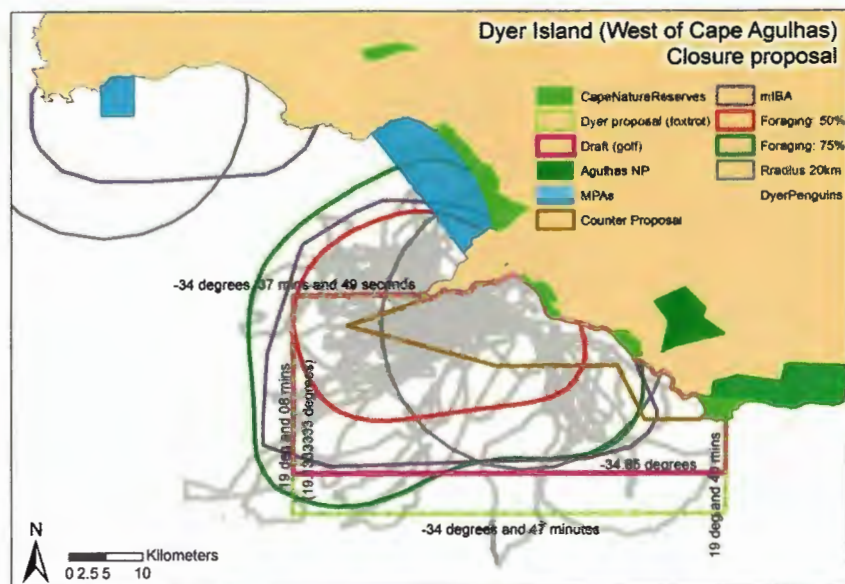 Dyer Island (West of Cape Agulhas)
Closure proposal
CapeNatureReserves
Dyer proposal (foxtrot)
Draft (golf)
Agulhas NP
MPAs
Counter Proposal
mIBA
Foraging: 50%
Foraging: 75%
Rradius 20km
DyerPenguins
-34 degrees, 37 mins and 49 seconds
19 deg and 08 mins
(19.1333333 degrees)
-34.85 degrees
19 deg and 49 mins
-34 degrees and 47 minutes
N
Kilometers
0 2.5 5 10